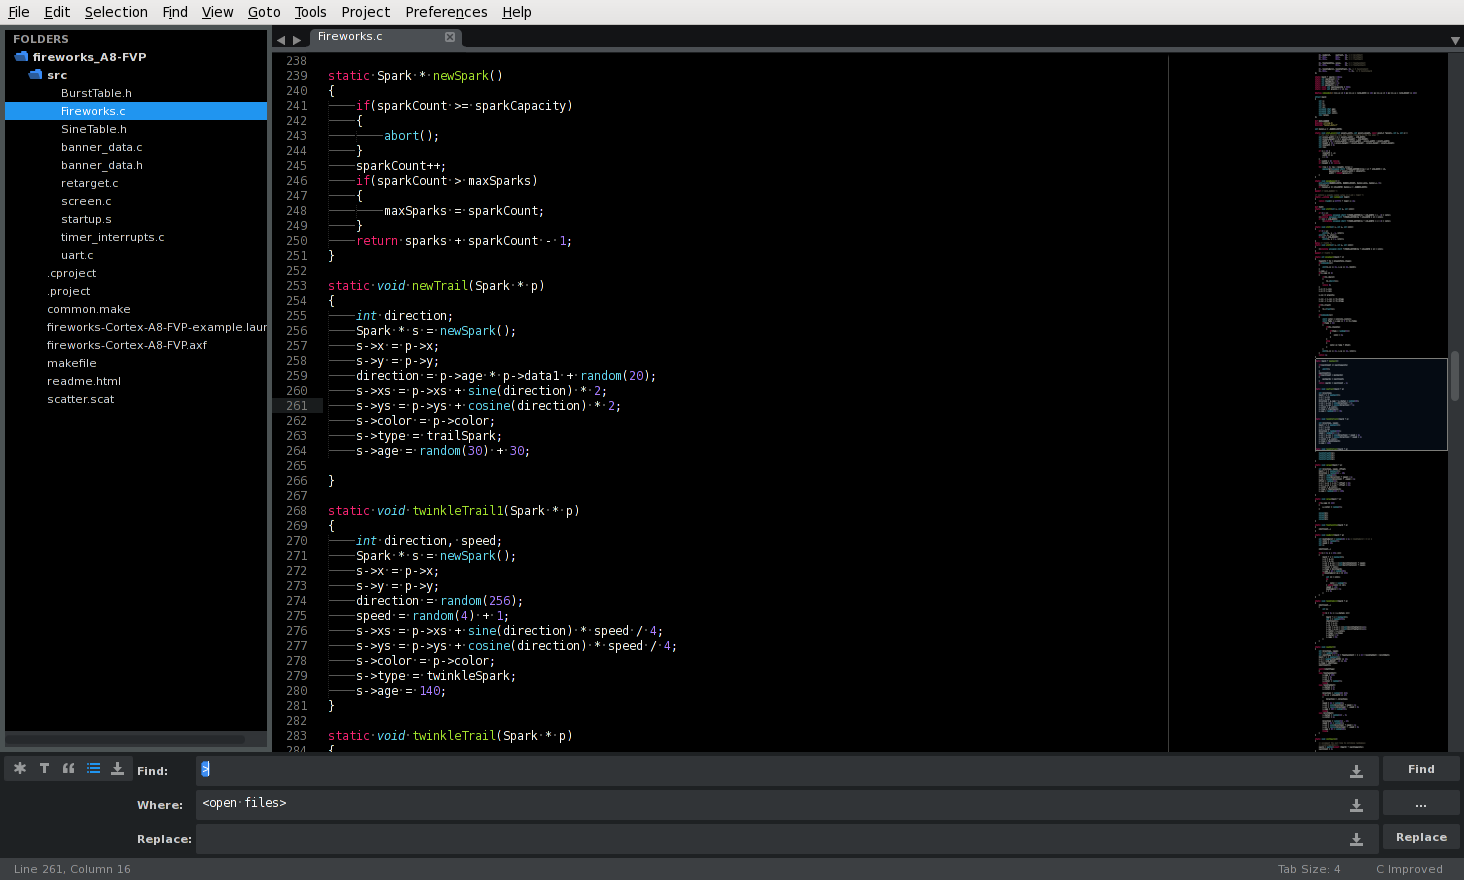 File Edit Selection Find View Goto Tools Project Preferences Help
FOLDERS
fireworks_A8-FVP
src
BurstTable.h
Fireworks.c
SineTable.h
banner_data.c
banner_data.h
retarget.c
screen.c
startup.s
timer_interrupts.c
uart.c
.cproject
.project
common.make
fireworks-Cortex-A8-FVP-example.laun
fireworks-Cortex-A8-FVP.axf
makefile
readme.html
scatter.scat
Fireworks.c
238
239 static Spark * newSpark()
240 {
241 if(sparkCount >= sparkCapacity)
242 {
243 abort();
244 }
245 sparkCount++;
246 if(sparkCount > maxSparks)
247 {
248 maxSparks = sparkCount;
249 }
250 return sparks + sparkCount - 1;
251 }
252
253 static void newTrail(Spark * p)
254 {
255 int direction;
256 Spark * s = newSpark();
257 s->x = p->x;
258 s->y = p->y;
259 direction = p->age * p->data1 + random(20);
260 s->xs = p->xs + sine(direction) * 2;
261 s->ys = p->ys + cosine(direction) * 2;
262 s->color = p->color;
263 s->type = trailSpark;
264 s->age = random(30) + 30;
265
266 }
267
268 static void twinkleTrail1(Spark * p)
269 {
270 int direction, speed;
271 Spark * s = newSpark();
272 s->x = p->x;
273 s->y = p->y;
274 direction = random(256);
275 speed = random(4) + 1;
276 s->xs = p->xs + sine(direction) * speed / 4;
277 s->ys = p->ys + cosine(direction) * speed / 4;
278 s->color = p->color;
279 s->type = twinkleSpark;
280 s->age = 140;
281 }
282
283 static void twinkleTrail(Spark * p)
284 {
Find: > Find
Where: <open files> ...
Replace: Replace
Line 261, Column 16 Tab Size: 4 C Improved